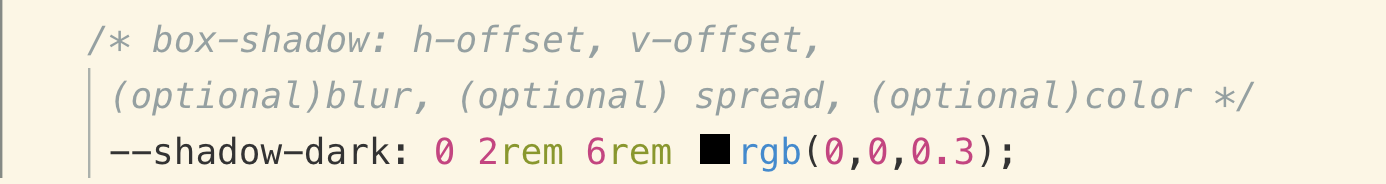 /* box-shadow: h-offset, v-offset,
(optional)blur, (optional) spread, (optional)color */
--shadow-dark: 0 2rem 6rem rgb(0,0,0.3);